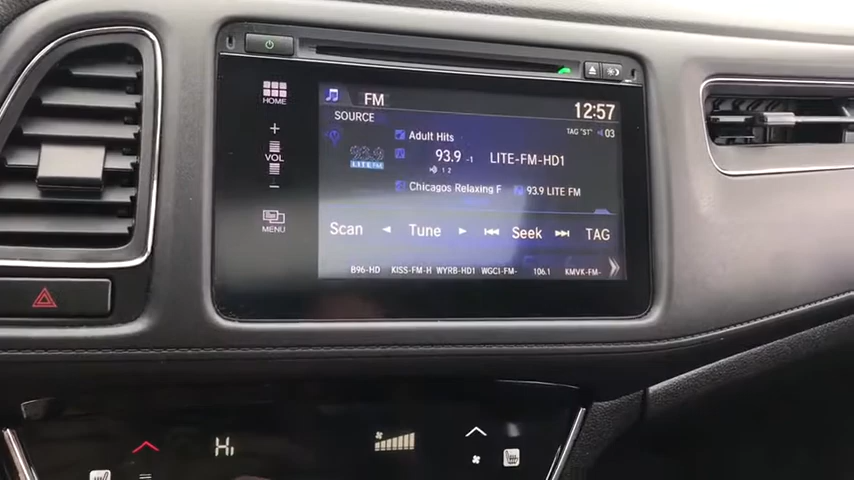 FM
12:57
HOME
SOURCE
TAG "ST"
03
Adult Hits
+
VOL
-
93.9
LITE FM
93.9 -1
LITE-FM-HD1
1 2
Chicagos Relaxing F
93.9 LITE FM
MENU
Scan
Tune
Seek
TAG
B96-HD
KISS-FM-H
WYRB-HD1
WGCI-FM-
106.1
KMVK-FM-
Hi